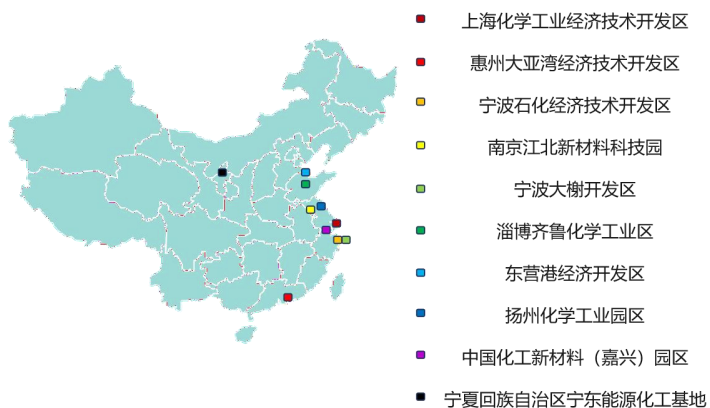 上海化学工业经济技术开发区
惠州大亚湾经济技术开发区
宁波石化经济技术开发区
南京江北新材料科技园
宁波大榭开发区
淄博齐鲁化学工业区
东营港经济开发区
扬州化学工业园区
中国化工新材料（嘉兴）园区
宁夏回族自治区宁东能源化工基地